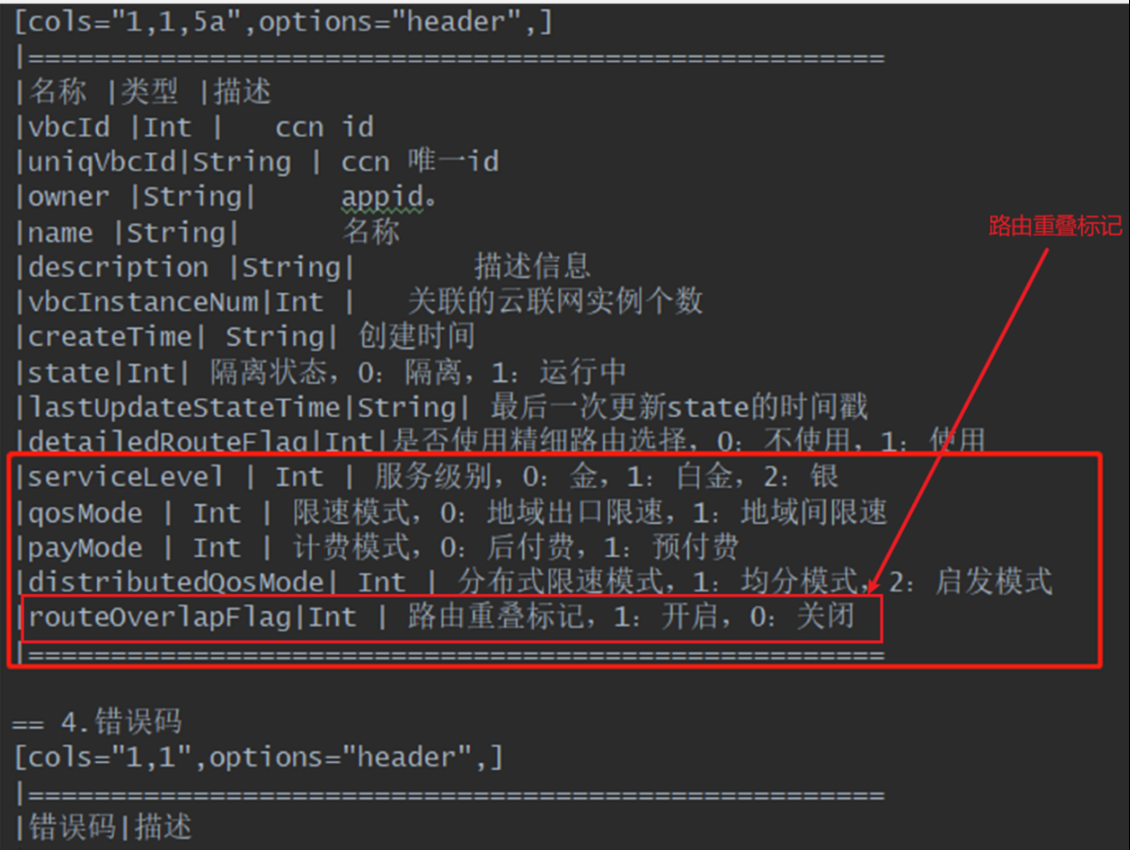 [cols="1,1,5a",options="header",]
|====================================================
|名称 |类型 |描述
|vbcId |Int |   ccn id
|uniqVbcId|String | ccn 唯一id
|owner |String|     appid。
|name |String|      名称
路由重叠标记
|description |String|       描述信息
|vbcInstanceNum|Int |   关联的云联网实例个数
|createTime| String| 创建时间
|state|Int| 隔离状态，0：隔离，1：运行中
|lastUpdateStateTime|String| 最后一次更新state的时间戳
|detailedRouteFlag|Int|是否使用精细路由选择，0：不使用，1：使用
|serviceLevel | Int | 服务级别，0：金，1：白金，2：银
|qosMode | Int | 限速模式，0：地域出口限速，1：地域间限速
|payMode | Int | 计费模式，0：后付费，1：预付费
|distributedQosMode| Int | 分布式限速模式，1：均分模式，2：启发模式
|routeOverlapFlag|Int | 路由重叠标记，1：开启，0：关闭
|====================================================
== 4.错误码
[cols="1,1",options="header",]
|====================================================
|错误码|描述